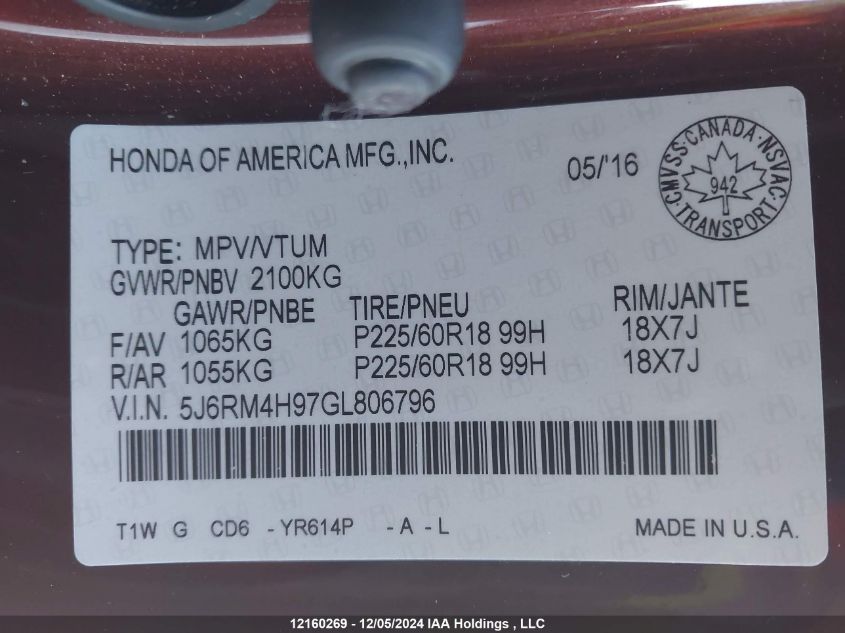 HONDA OF AMERICA MFG.,INC.
05/'16
CMVSS·CANADA·NSVAC
942
·TRANSPORT·
TYPE: MPV/VTUM
GVWR/PNBV 2100KG
GAWR/PNBE TIRE/PNEU RIM/JANTE
F/AV 1065KG P225/60R18 99H 18X7J
R/AR 1055KG P225/60R18 99H 18X7J
V.I.N. 5J6RM4H97GL806796
T1W G CD6 - YR614P - A - L MADE IN U.S.A.
12160269 - 12/05/2024 IAA Holdings , LLC